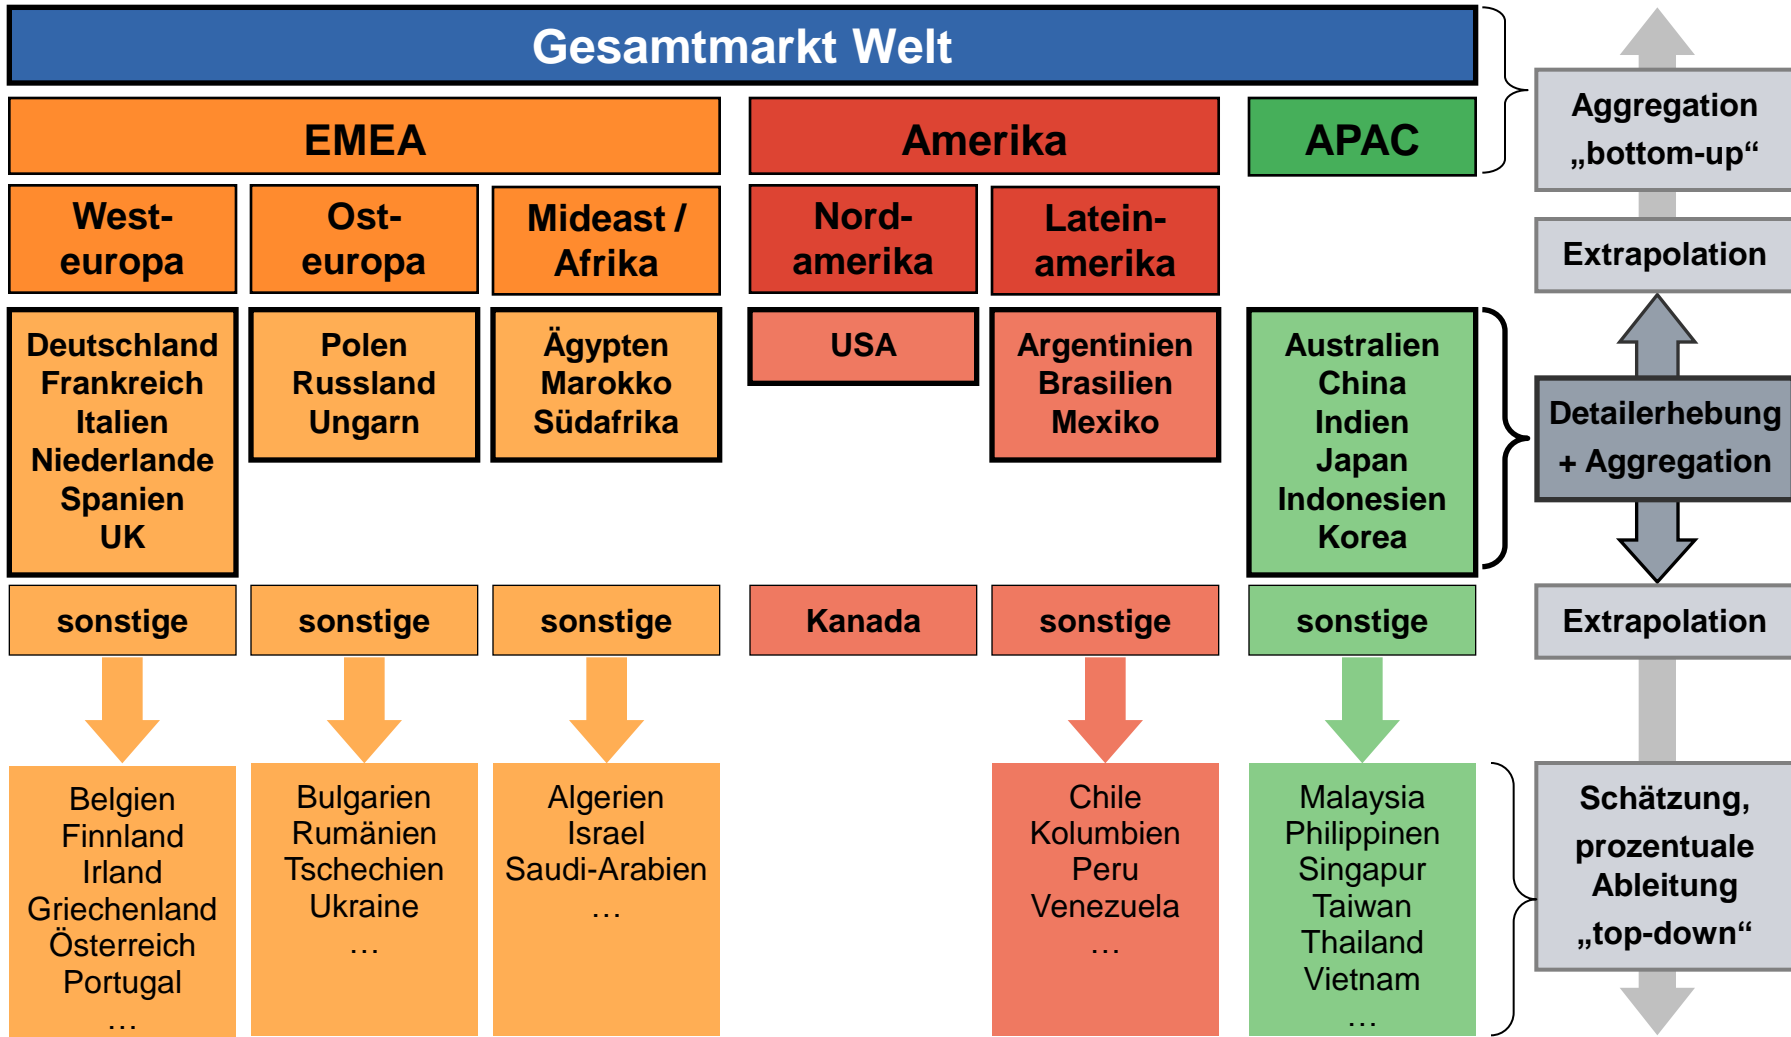 Gesamtmarkt Welt
EMEA
Amerika
APAC
West-
europa
Ost-
europa
Mideast /
Afrika
Nord-
amerika
Latein-
amerika
Deutschland
Frankreich
Italien
Niederlande
Spanien
UK
Polen
Russland
Ungarn
Ägypten
Marokko
Südafrika
USA
Argentinien
Brasilien
Mexiko
Australien
China
Indien
Japan
Indonesien
Korea
sonstige
sonstige
sonstige
Kanada
sonstige
sonstige
Belgien
Finnland
Irland
Griechenland
Österreich
Portugal
…
Bulgarien
Rumänien
Tschechien
Ukraine
…
Algerien
Israel
Saudi-Arabien
…
Chile
Kolumbien
Peru
Venezuela
…
Malaysia
Philippinen
Singapur
Taiwan
Thailand
Vietnam
…
Aggregation
„bottom-up“
Extrapolation
Detailerhebung
+ Aggregation
Extrapolation
Schätzung,
prozentuale
Ableitung
„top-down“